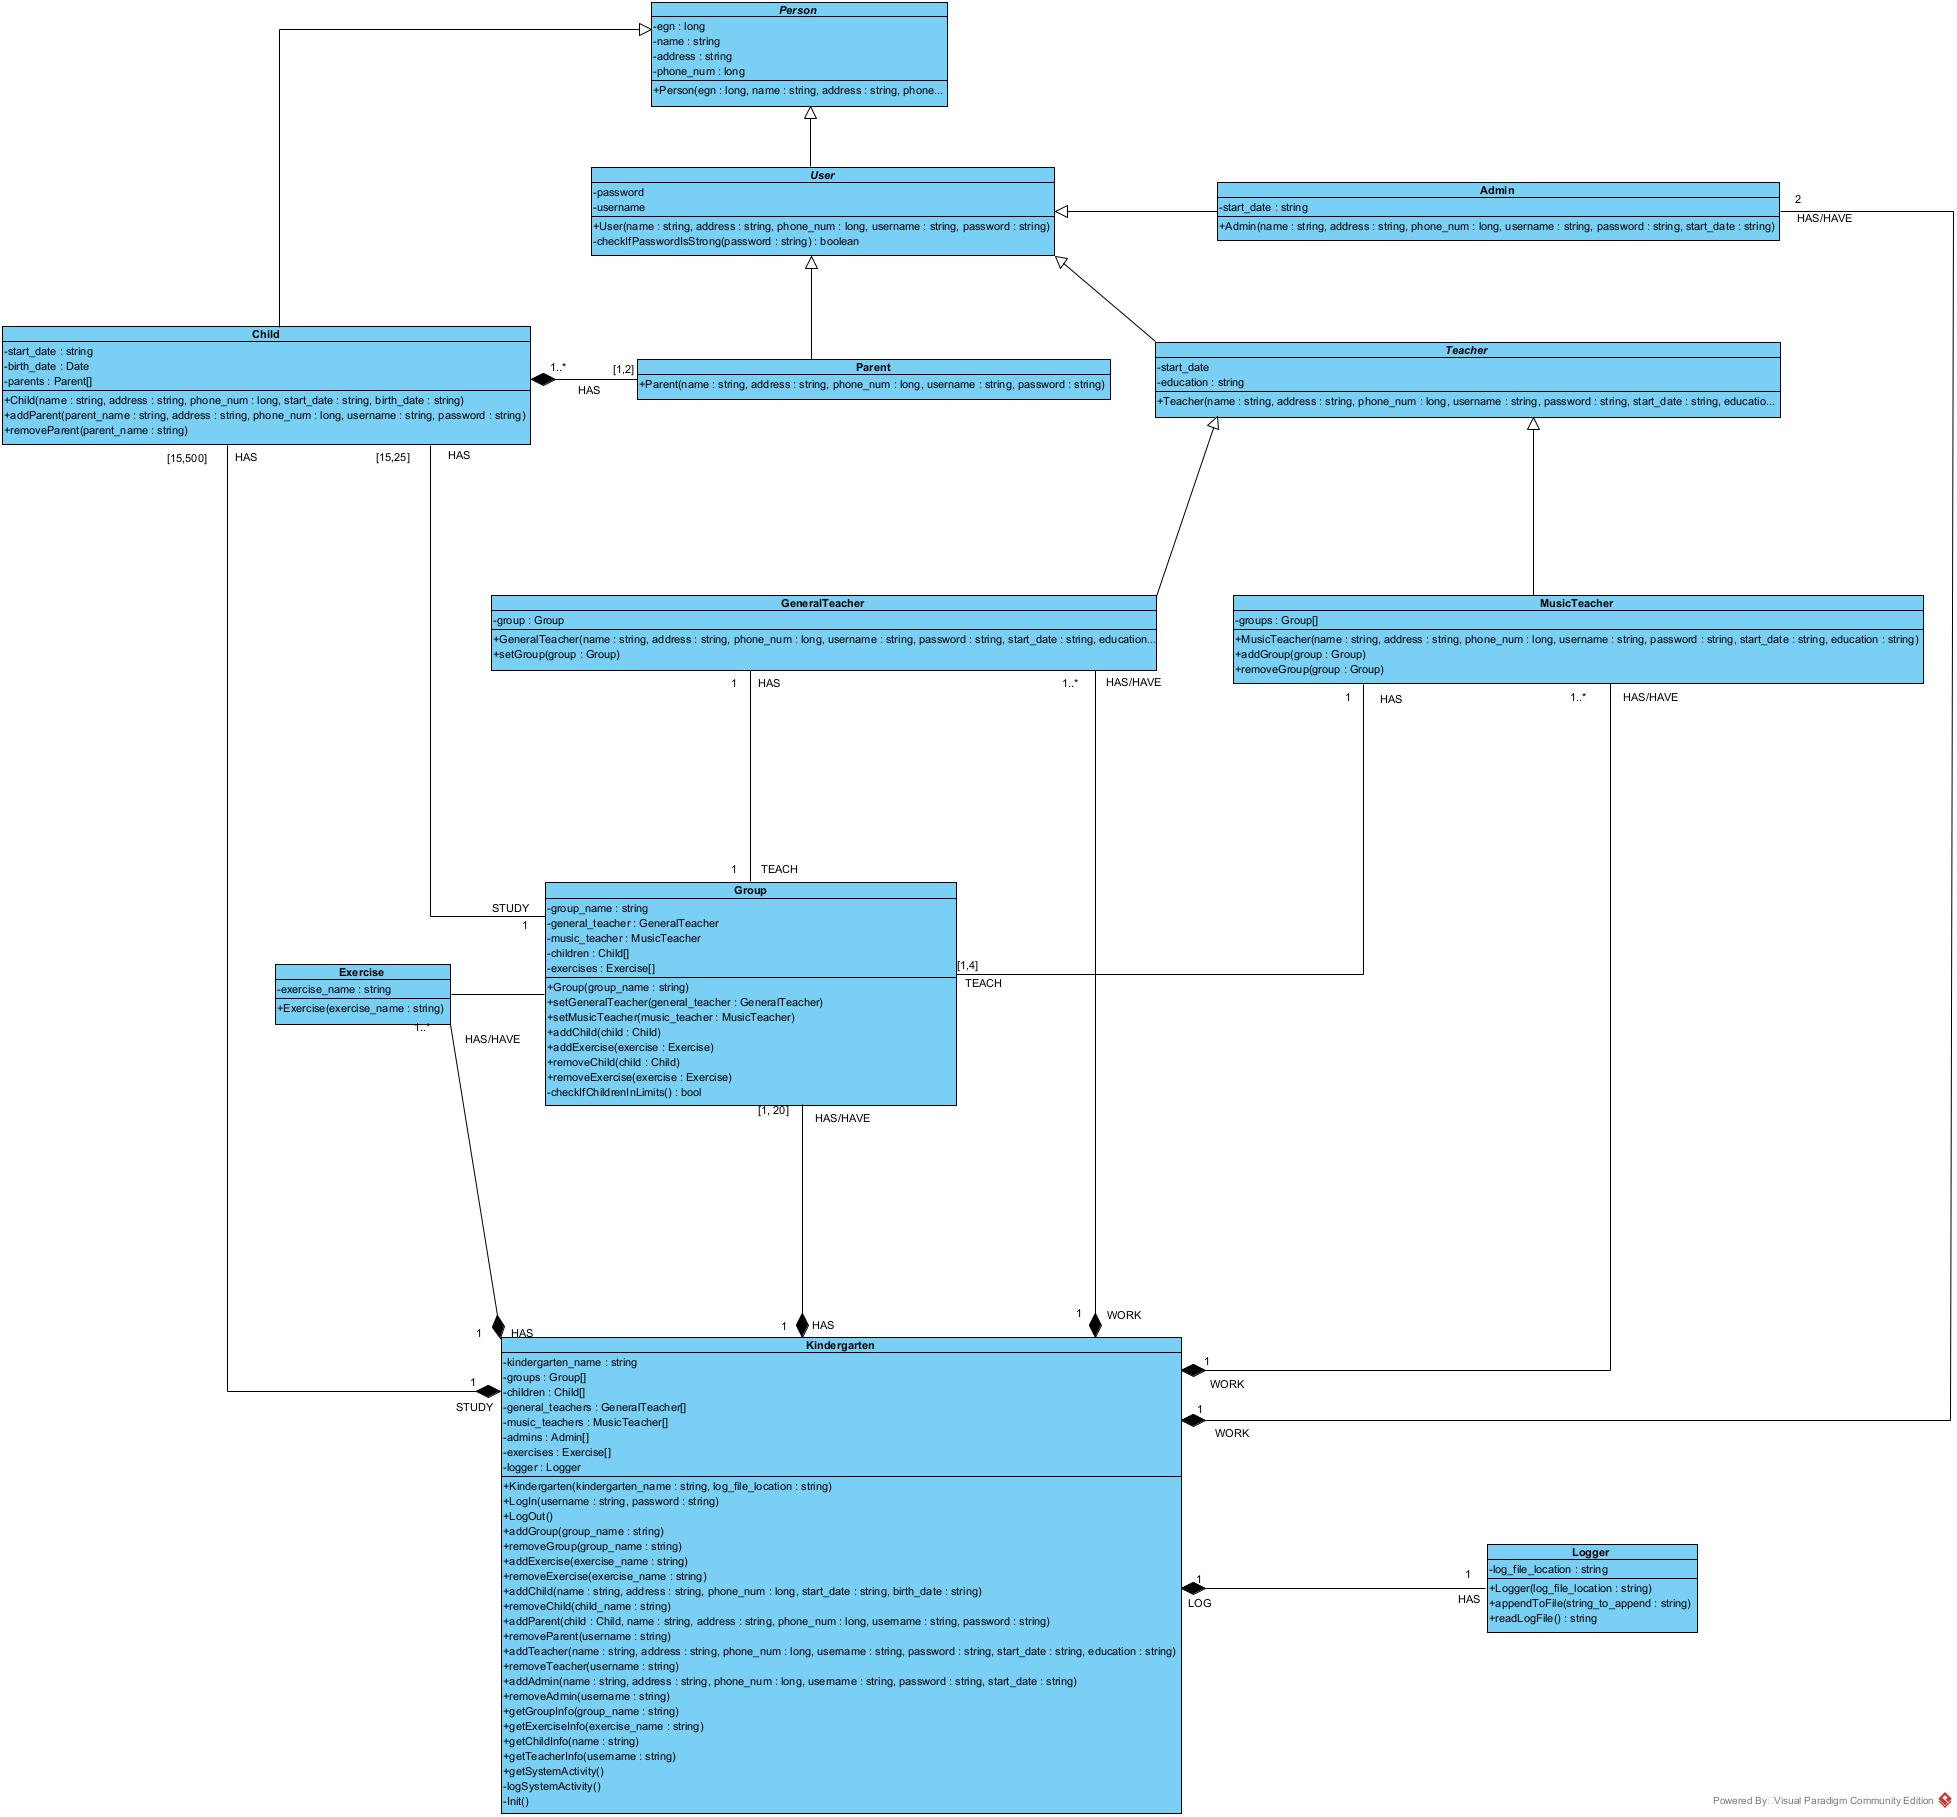 Person
-egn : long
-name : string
-address : string
-phone_num : long
+Person(egn : long, name : string, address : string, phone...
User
-password
-username
+User(name : string, address : string, phone_num : long, username : string, password : string)
-checkIfPasswordIsStrong(password : string) : boolean
Admin
-start_date : string
+Admin(name : string, address : string, phone_num : long, username : string, password : string, start_date : string)
2
HAS/HAVE
Child
-start_date : string
-birth_date : Date
-parents : Parent[]
+Child(name : string, address : string, phone_num : long, start_date : string, birth_date : string)
+addParent(parent_name : string, address : string, phone_num : long, username : string, password : string)
+removeParent(parent_name : string)
1..*
HAS
[1,2]
Parent
+Parent(name : string, address : string, phone_num : long, username : string, password : string)
Teacher
-start_date
-education : string
+Teacher(name : string, address : string, phone_num : long, username : string, password : string, start_date : string, educatio...
[15,500]
HAS
[15,25]
HAS
GeneralTeacher
-group : Group
+GeneralTeacher(name : string, address : string, phone_num : long, username : string, password : string, start_date : string, education...
+setGroup(group : Group)
MusicTeacher
-groups : Group[]
+MusicTeacher(name : string, address : string, phone_num : long, username : string, password : string, start_date : string, education : string)
+addGroup(group : Group)
+removeGroup(group : Group)
1
HAS
1..*
HAS/HAVE
1
HAS
1..*
HAS/HAVE
1
TEACH
STUDY
1
Group
-group_name : string
-general_teacher : GeneralTeacher
-music_teacher : MusicTeacher
-children : Child[]
-exercises : Exercise[]
+Group(group_name : string)
+setGeneralTeacher(general_teacher : GeneralTeacher)
+setMusicTeacher(music_teacher : MusicTeacher)
+addChild(child : Child)
+addExercise(exercise : Exercise)
+removeChild(child : Child)
+removeExercise(exercise : Exercise)
-checkIfChildrenInLimits() : bool
[1,4]
TEACH
Exercise
-exercise_name : string
+Exercise(exercise_name : string)
1..*
HAS/HAVE
[1, 20]
HAS/HAVE
1
HAS
1
HAS
1
WORK
1
STUDY
1
WORK
1
WORK
Kindergarten
-kindergarten_name : string
-groups : Group[]
-children : Child[]
-general_teachers : GeneralTeacher[]
-music_teachers : MusicTeacher[]
-admins : Admin[]
-exercises : Exercise[]
-logger : Logger
+Kindergarten(kindergarten_name : string, log_file_location : string)
+LogIn(username : string, password : string)
+LogOut()
+addGroup(group_name : string)
+removeGroup(group_name : string)
+addExercise(exercise_name : string)
+removeExercise(exercise_name : string)
+addChild(name : string, address : string, phone_num : long, start_date : string, birth_date : string)
+removeChild(child_name : string)
+addParent(child : Child, name : string, address : string, phone_num : long, username : string, password : string)
+removeParent(username : string)
+addTeacher(name : string, address : string, phone_num : long, username : string, password : string, start_date : string, education : string)
+removeTeacher(username : string)
+addAdmin(name : string, address : string, phone_num : long, username : string, password : string, start_date : string)
+removeAdmin(username : string)
+getGroupInfo(group_name : string)
+getExerciseInfo(exercise_name : string)
+getChildInfo(name : string)
+getTeacherInfo(username : string)
+getSystemActivity()
-logSystemActivity()
-Init()
1
LOG
1
HAS
Logger
-log_file_location : string
+Logger(log_file_location : string)
+appendToFile(string_to_append : string)
+readLogFile() : string
Powered By Visual Paradigm Community Edition